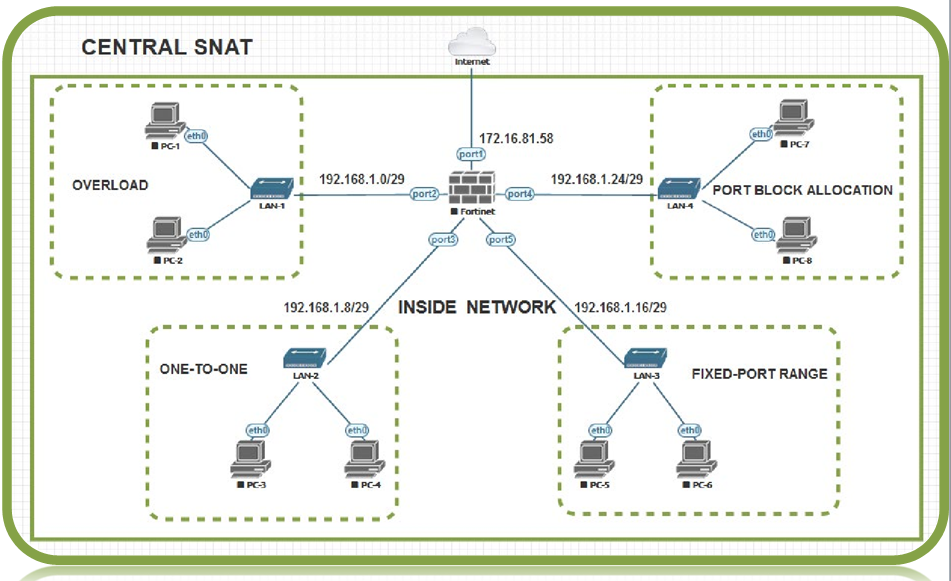 CENTRAL SNAT
Internet
172.16.81.58
port1
eth0
PC-1
OVERLOAD
192.168.1.0/29
port2
LAN-1
eth0
PC-2
Fortinet
port4
192.168.1.24/29
LAN-4
eth0
PC-7
PORT BLOCK ALLOCATION
eth0
PC-8
port3
port5
192.168.1.8/29
INSIDE NETWORK
192.168.1.16/29
ONE-TO-ONE
LAN-2
eth0
eth0
PC-3
PC-4
LAN-3
FIXED-PORT RANGE
eth0
eth0
PC-5
PC-6